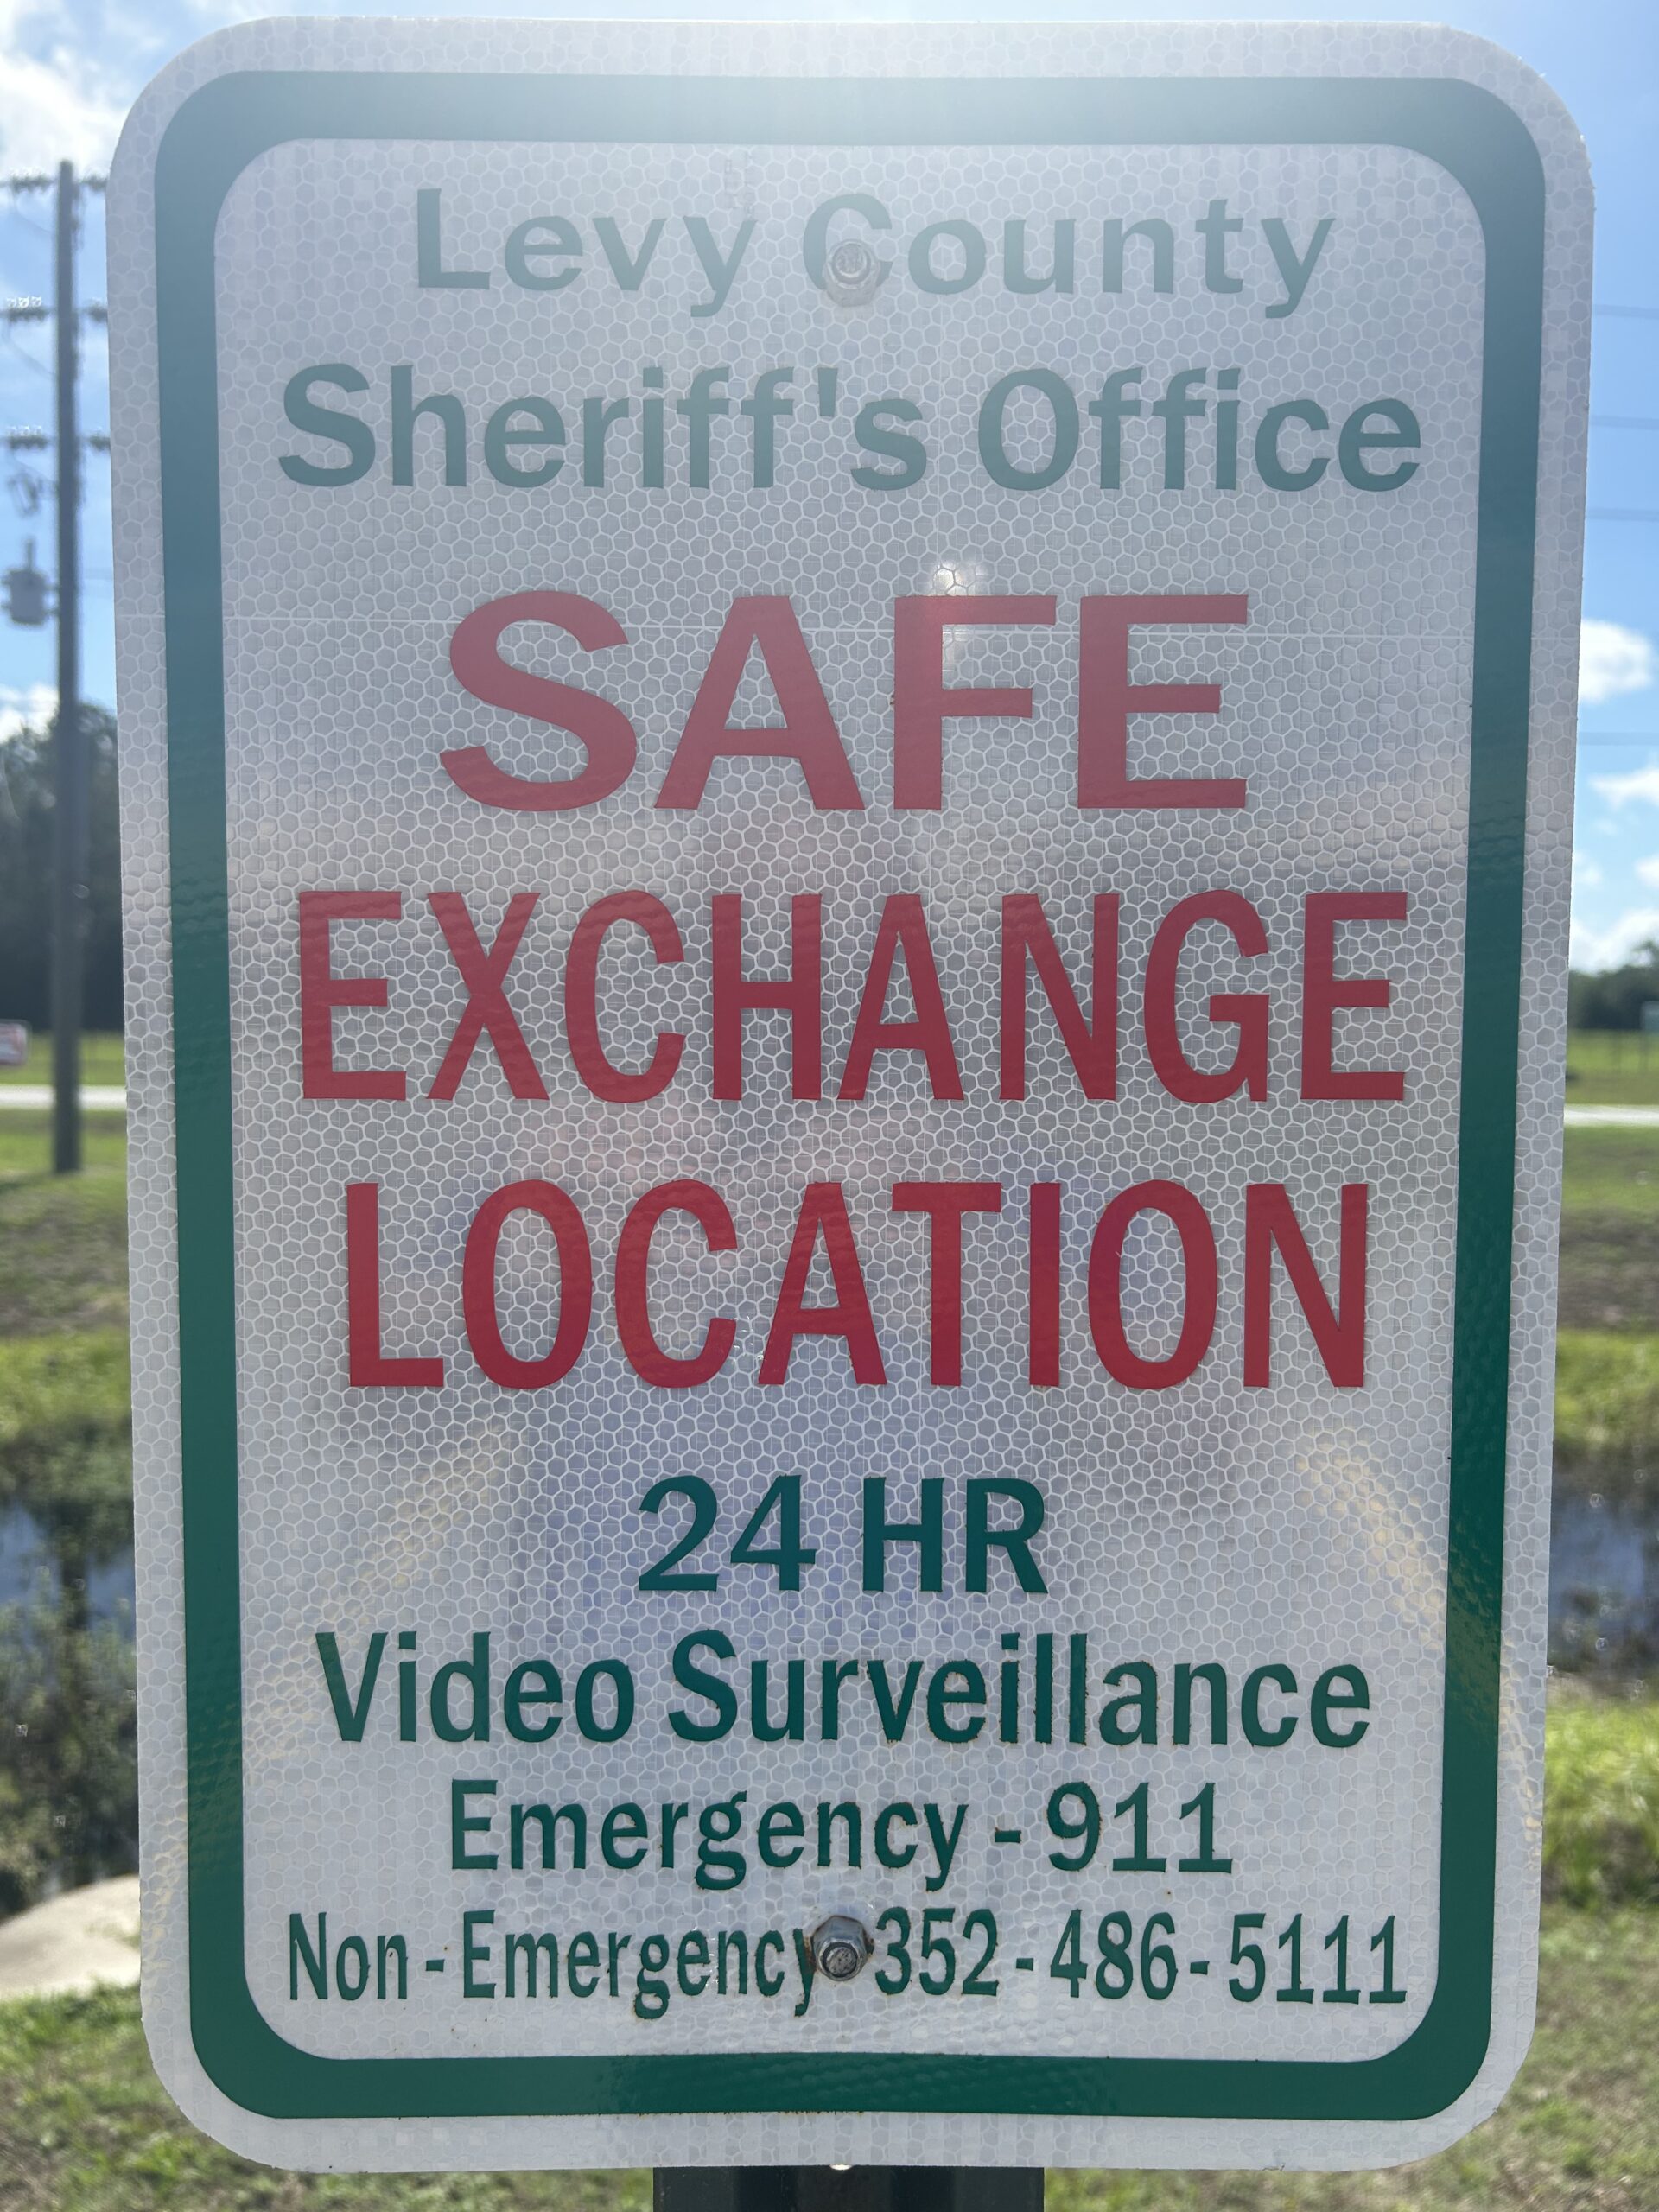 Levy County
Sheriff's Office
SAFE
EXCHANGE
LOCATION
24 HR
Video Surveillance
Emergency - 911
Non - Emergency 352 - 486 - 5111